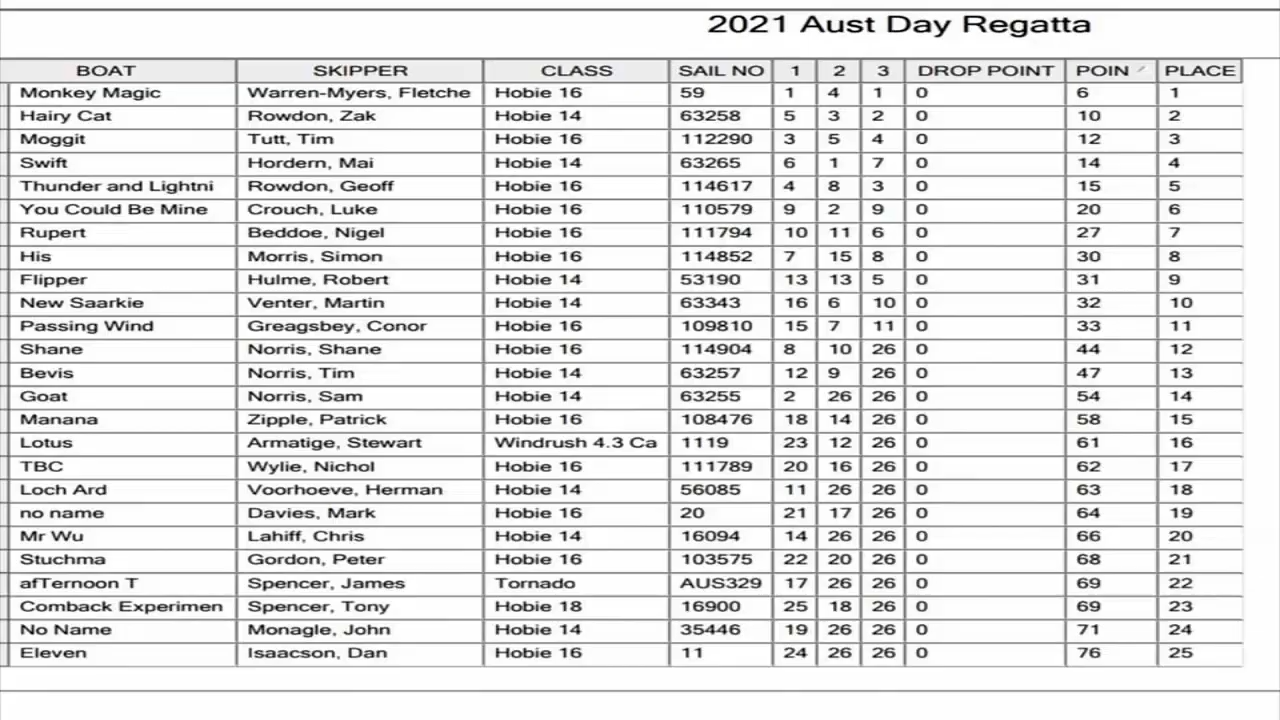 2021 Aust Day Regatta
BOAT SKIPPER CLASS SAIL NO 1 2 3 DROP POINT POIN PLACE
Monkey Magic Warren-Myers, Fletche Hobie 16 59 1 4 1 0 6 1
Hairy Cat Rowdon, Zak Hobie 14 63258 5 3 2 0 10 2
Moggit Tutt, Tim Hobie 16 112290 3 5 4 0 12 3
Swift Hordern, Mai Hobie 14 63265 6 1 7 0 14 4
Thunder and Lightni Rowdon, Geoff Hobie 16 114617 4 8 3 0 15 5
You Could Be Mine Crouch, Luke Hobie 16 110579 9 2 9 0 20 6
Rupert Beddoe, Nigel Hobie 16 111794 10 11 6 0 27 7
His Morris, Simon Hobie 16 114852 7 15 8 0 30 8
Flipper Hulme, Robert Hobie 14 53190 13 13 5 0 31 9
New Saarkie Venter, Martin Hobie 14 63343 16 6 10 0 32 10
Passing Wind Greagsbey, Conor Hobie 16 109810 15 7 11 0 33 11
Shane Norris, Shane Hobie 16 114904 8 10 26 0 44 12
Bevis Norris, Tim Hobie 14 63257 12 9 26 0 47 13
Goat Norris, Sam Hobie 14 63255 2 26 26 0 54 14
Manana Zipple, Patrick Hobie 16 108476 18 14 26 0 58 15
Lotus Armatige, Stewart Windrush 4.3 Ca 1119 23 12 26 0 61 16
TBC Wylie, Nichol Hobie 16 111789 20 16 26 0 62 17
Loch Ard Voorhoeve, Herman Hobie 14 56085 11 26 26 0 63 18
no name Davies, Mark Hobie 16 20 21 17 26 0 64 19
Mr Wu Lahiff, Chris Hobie 14 16094 14 26 26 0 66 20
Stuchma Gordon, Peter Hobie 16 103575 22 20 26 0 68 21
afTernoon T Spencer, James Tornado AUS329 17 26 26 0 69 22
Comback Experimen Spencer, Tony Hobie 18 16900 25 18 26 0 69 23
No Name Monagle, John Hobie 14 35446 19 26 26 0 71 24
Eleven Isaacson, Dan Hobie 16 11 24 26 26 0 76 25